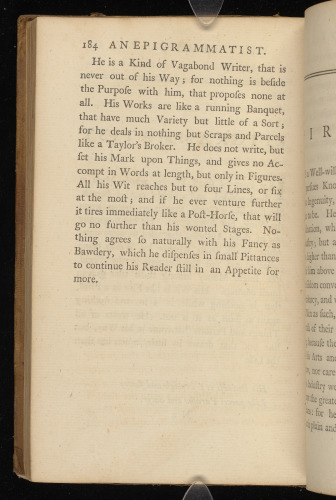 184 AN EPIGRAMMATIST.
He is a Kind of Vagabond Writer, that is
never out of his Way; for nothing is beſide
the Purpoſe with him, that propoſes none at
all. His Works are like a running Banquet,
that have much Variety but little of a Sort;
for he deals in nothing but Scraps and Parcels
like a Taylor's Broker. He does not write, but
ſet his Mark upon Things, and gives no Ac-
compt in Words at length, but only in Figures.
All his Wit reaches but to four Lines, or ſix
at the moſt; and if he ever venture further
it tires immediately like a Poſt-Horſe, that will
go no further than his wonted Stages. No-
thing agrees ſo naturally with his Fancy as
Bawdery, which he diſpenſes in ſmall Pittances
to continue his Reader ſtill in an Appetite for
more.